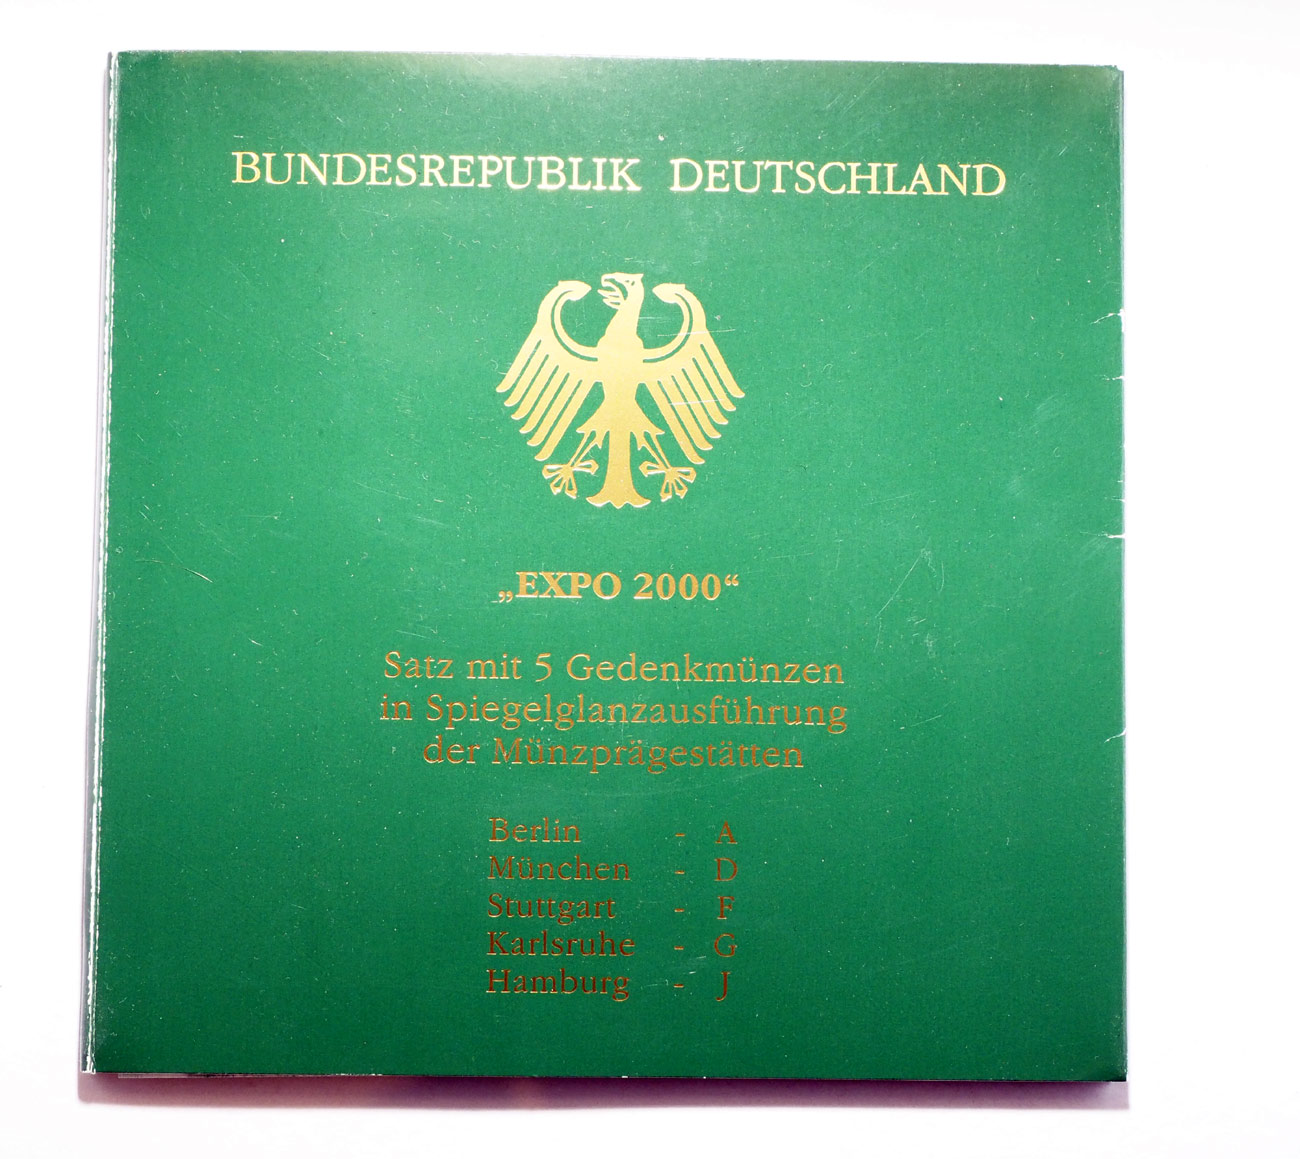 BUNDESREPUBLIK DEUTSCHLAND
„EXPO 2000“
Satz mit 5 Gedenkmünzen
in Spiegelglanzausführung
der Münzprägestätten
Berlin - A
München - D
Stuttgart - F
Karlsruhe - G
Hamburg - J